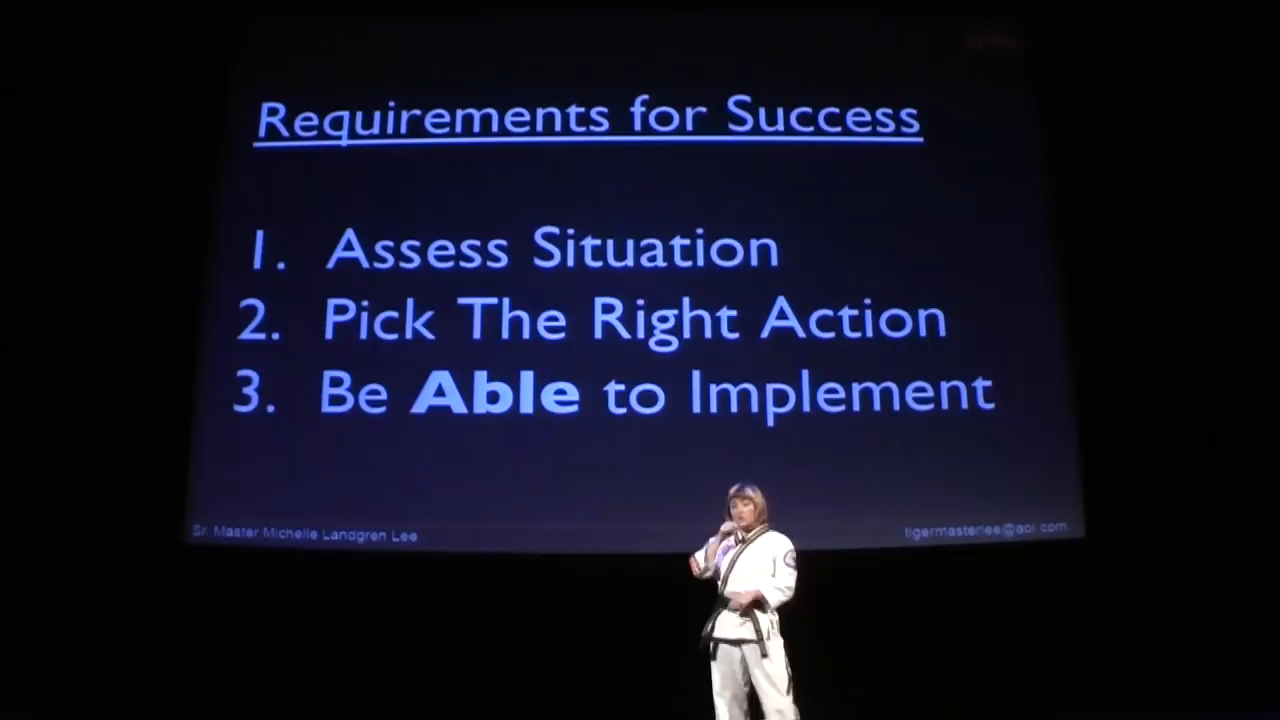 Requirements for Success
1. Assess Situation
2. Pick The Right Action
3. Be Able to Implement
Sr. Master Michelle Landgren Lee
tigermasterlee@aol.com